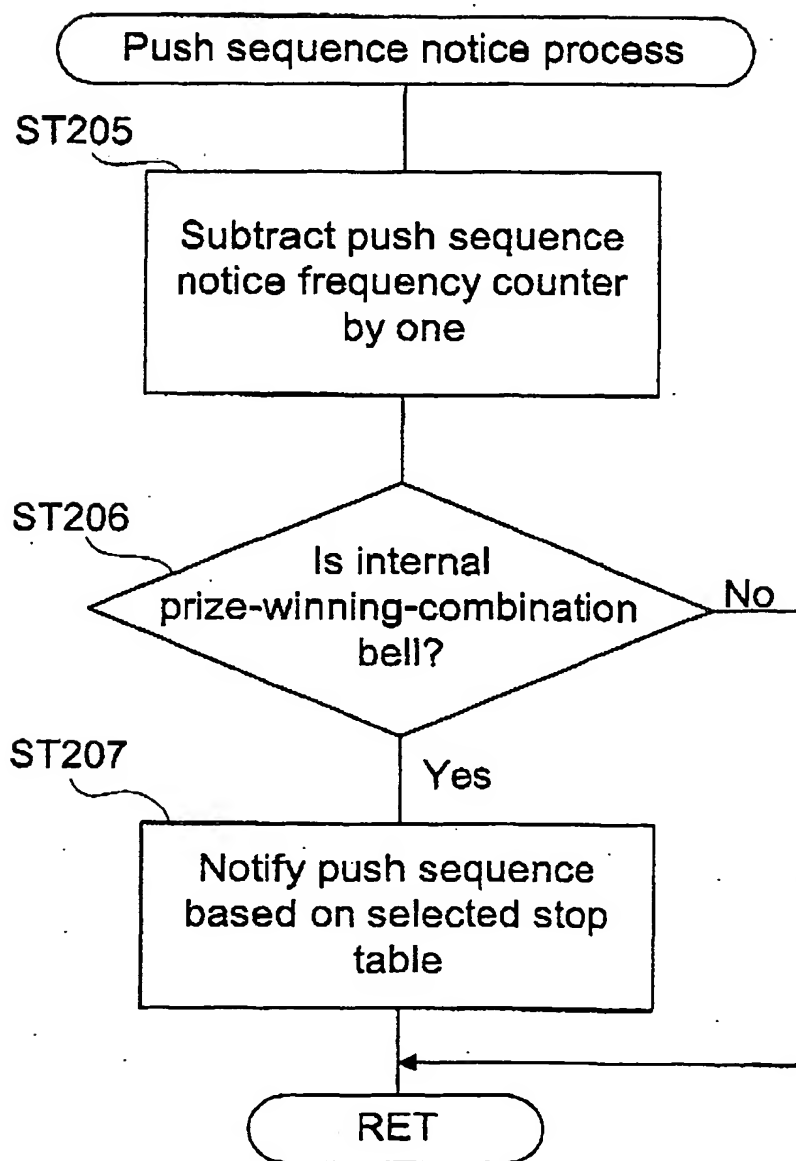 Push sequence notice process
ST205
Subtract push sequence
notice frequency counter
by one
ST206
Is internal
prize-winning-combination
bell?
No
ST207
Yes
Notify push sequence
based on selected stop
table
RET